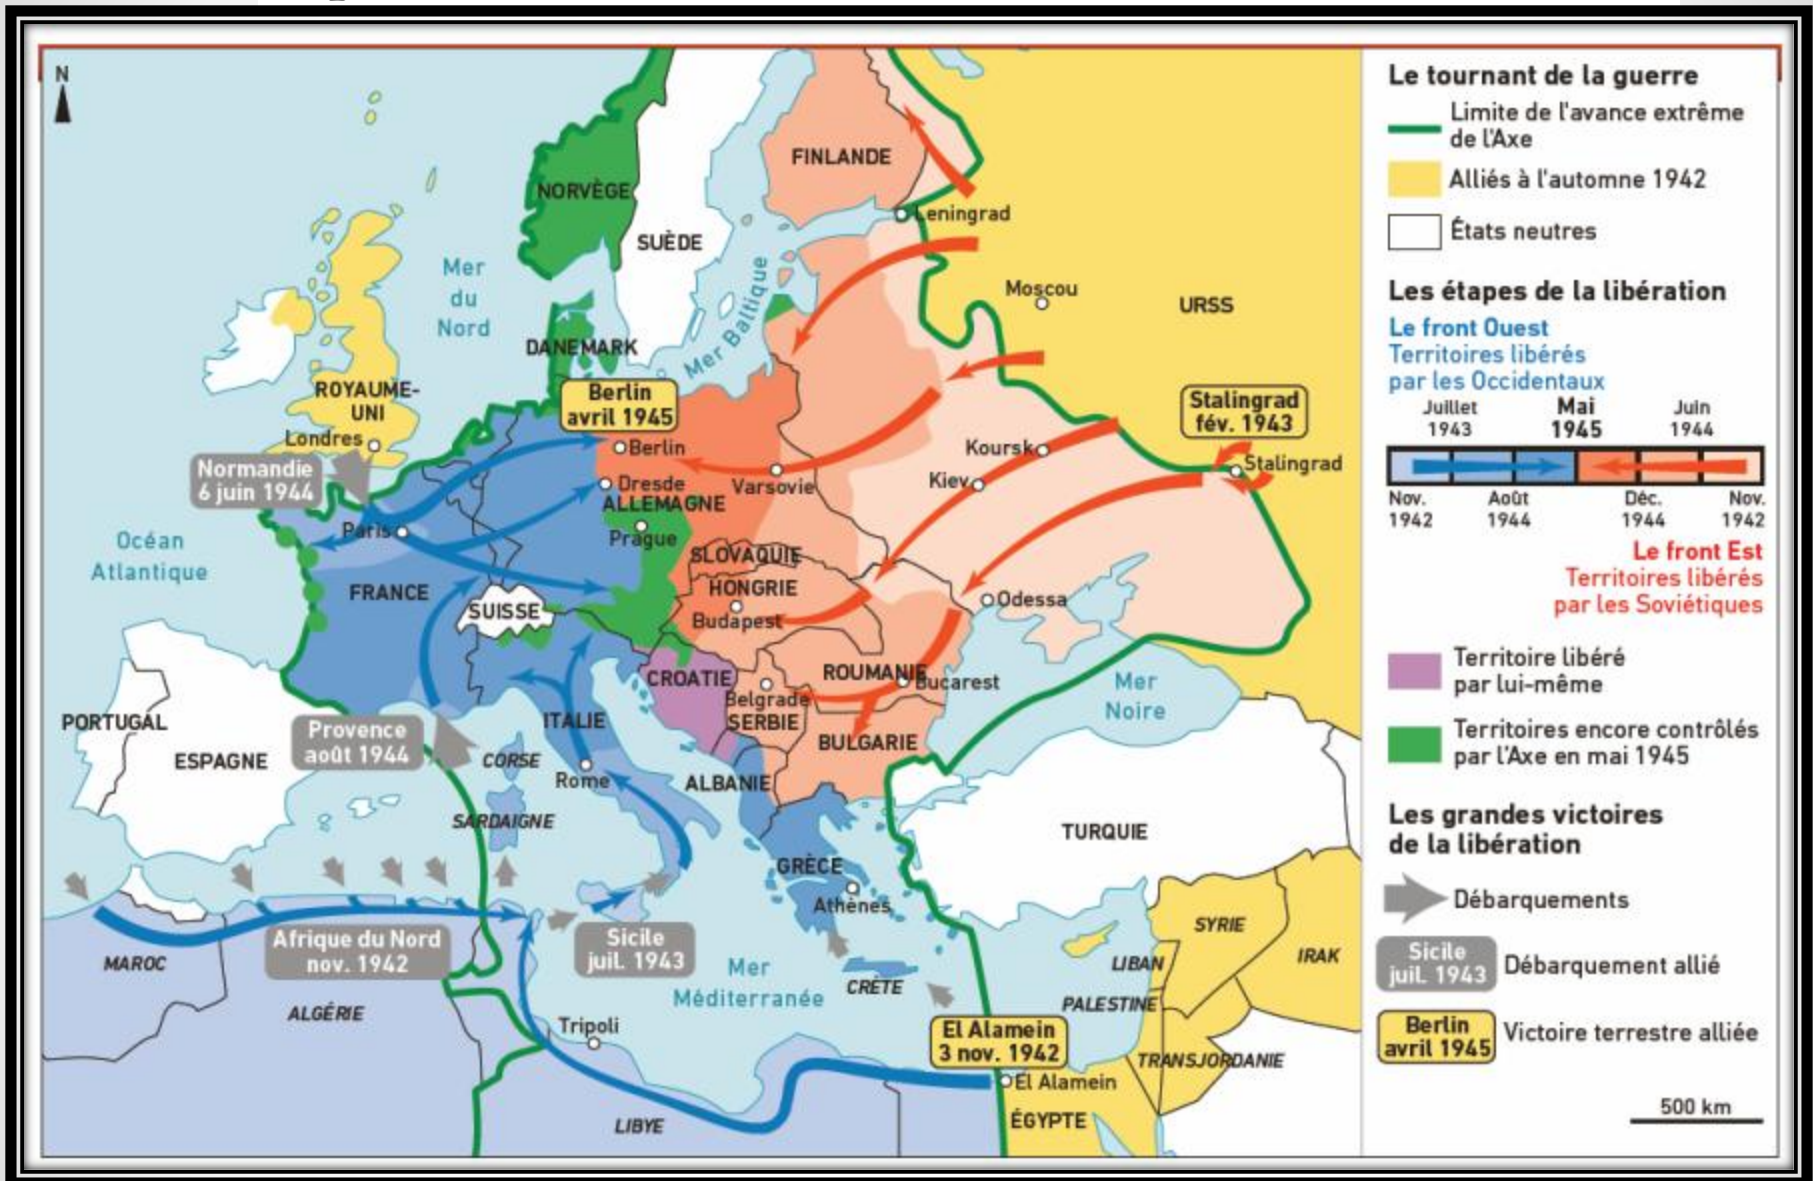 N
FINLANDE
NORVÈGE
Leningrad
SUÈDE
Mer
du
Nord
Mer Baltique
Moscou
URSS
DANEMARK
ROYAUME-
UNI
Berlin
avril 1945
Stalingrad
fév. 1943
Londres
Berlin
Koursk
Stalingrad
Normandie
6 juin 1944
Dresde
Varsovie
Kiev
ALLEMAGNE
Paris
Prague
Océan
Atlantique
SLOVAQUIE
FRANCE
HONGRIE
SUISSE
Budapest
Odessa
CROATIE
ROUMANIE
Bucarest
Belgrade
Mer
Noire
PORTUGAL
ITALIE
SERBIE
Provence
août 1944
BULGARIE
ESPAGNE
CORSE
Rome
ALBANIE
SARDAIGNE
TURQUIE
GRÈCE
Athènes
SYRIE
Afrique du Nord
nov. 1942
Sicile
juil. 1943
MAROC
Mer
Méditerranée
CRÈTE
LIBAN
IRAK
PALESTINE
ALGÉRIE
Tripoli
El Alamein
3 nov. 1942
TRANSJORDANIE
El Alamein
LIBYE
ÉGYPTE
Le tournant de la guerre
Limite de l'avance extrême
de l'Axe
Alliés à l'automne 1942
États neutres
Les étapes de la libération
Le front Ouest
Territoires libérés
par les Occidentaux
Juillet
1943
Mai
1945
Juin
1944
Nov.
1942
Août
1944
Déc.
1944
Nov.
1942
Le front Est
Territoires libérés
par les Soviétiques
Territoire libéré
par lui-même
Territoires encore contrôlés
par l'Axe en mai 1945
Les grandes victoires
de la libération
Débarquements
Sicile
juil. 1943
Débarquement allié
Berlin
avril 1945
Victoire terrestre alliée
500 km